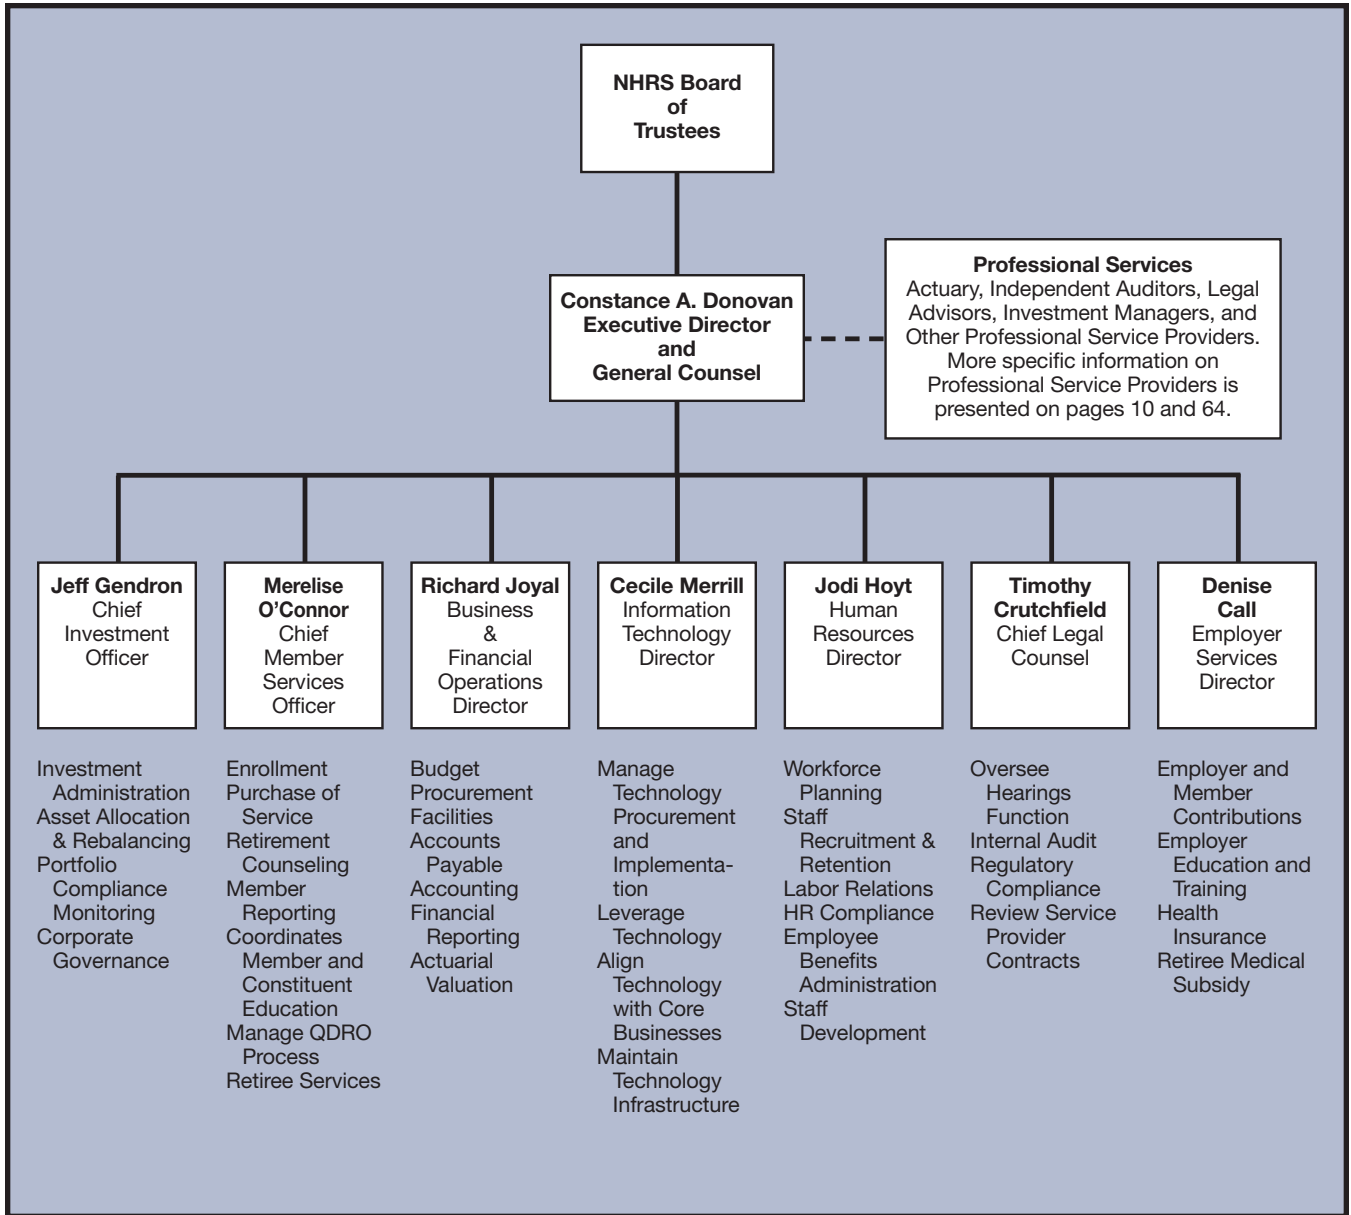 NHRS Board
of
Trustees
Constance A. Donovan
Executive Director
and
General Counsel
Professional Services
Actuary, Independent Auditors, Legal
Advisors, Investment Managers, and
Other Professional Service Providers.
More specific information on
Professional Service Providers is
presented on pages 10 and 64.
Jeff Gendron
Chief
Investment
Officer
Merelise
O'Connor
Chief
Member
Services
Officer
Richard Joyal
Business
&
Financial
Operations
Director
Cecile Merrill
Information
Technology
Director
Jodi Hoyt
Human
Resources
Director
Timothy
Crutchfield
Chief Legal
Counsel
Denise
Call
Employer
Services
Director
Investment
Administration
Asset Allocation
& Rebalancing
Portfolio
Compliance
Monitoring
Corporate
Governance
Enrollment
Purchase of
Service
Retirement
Counseling
Member
Reporting
Coordinates
Member and
Constituent
Education
Manage QDRO
Process
Retiree Services
Budget
Procurement
Facilities
Accounts
Payable
Accounting
Financial
Reporting
Actuarial
Valuation
Manage
Technology
Procurement
and
Implementa-
tion
Leverage
Technology
Align
Technology
with Core
Businesses
Maintain
Technology
Infrastructure
Workforce
Planning
Staff
Recruitment &
Retention
Labor Relations
HR Compliance
Employee
Benefits
Administration
Staff
Development
Oversee
Hearings
Function
Internal Audit
Regulatory
Compliance
Review Service
Provider
Contracts
Employer and
Member
Contributions
Employer
Education and
Training
Health
Insurance
Retiree Medical
Subsidy